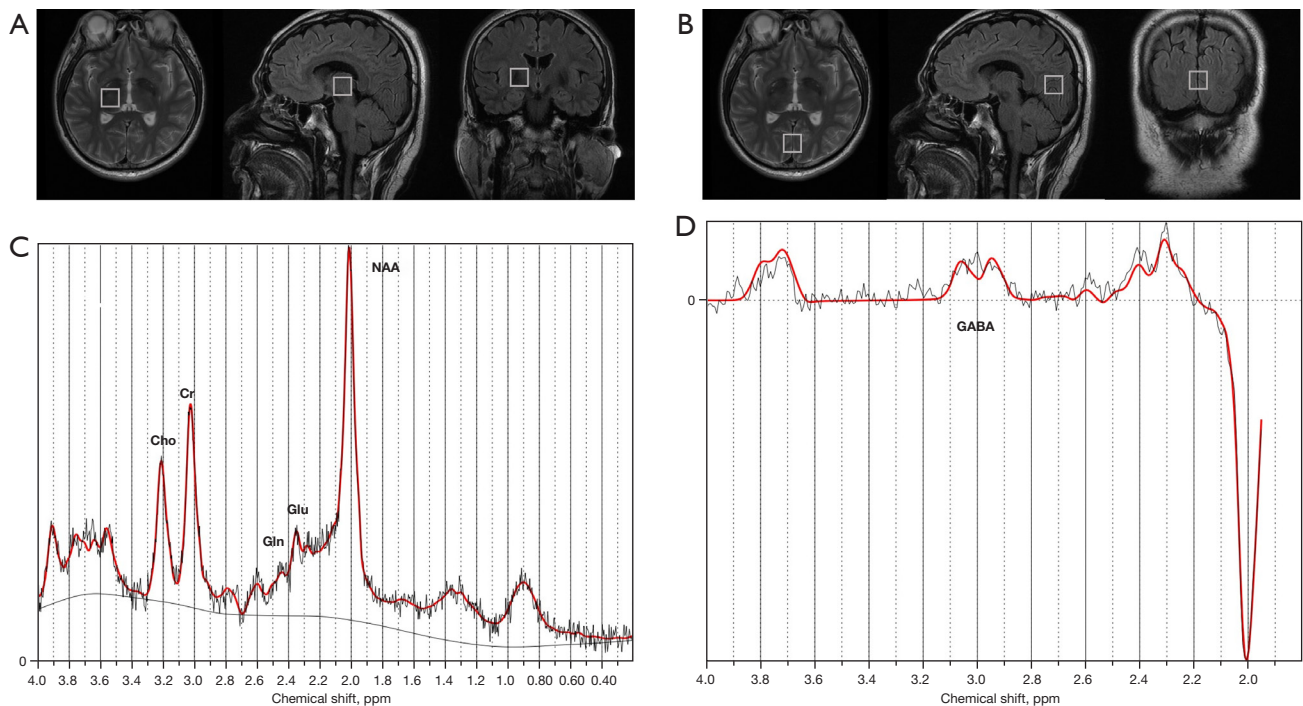 A
B
C
NAA
Cr
Cho
Glu
Gln
0
4.0 3.8 3.6 3.4 3.2 3.0 2.8 2.6 2.4 2.2 2.0 1.8 1.6 1.4 1.2 1.0 0.80 0.60 0.40
Chemical shift, ppm
D
0
GABA
4.0 3.8 3.6 3.4 3.2 3.0 2.8 2.6 2.4 2.2 2.0
Chemical shift, ppm